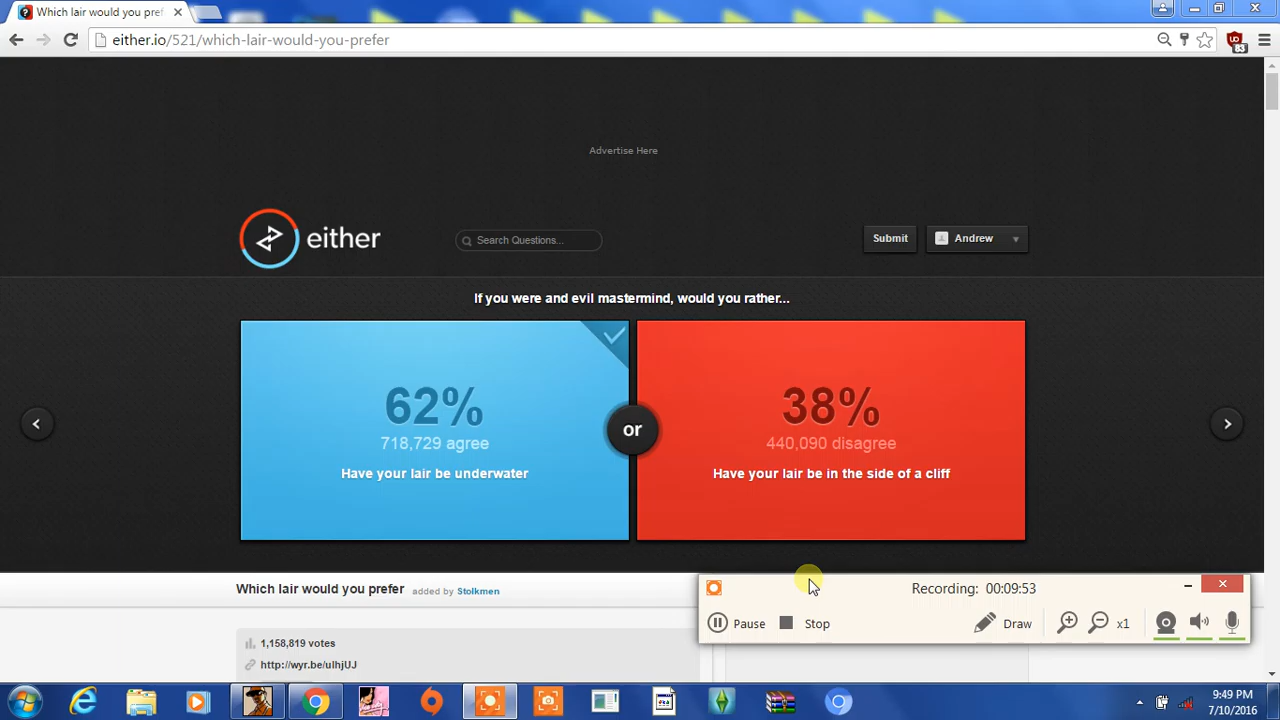 Which lair would you pref
either.io/521/which-lair-would-you-prefer
83
Advertise Here
either
Search Questions...
Submit
Andrew
If you were and evil mastermind, would you rather...
62%
718,729 agree
Have your lair be underwater
or
38%
440,090 disagree
Have your lair be in the side of a cliff
Which lair would you prefer added by Stolkmen
1,158,819 votes
http://wyr.be/ulhjUJ
Recording: 00:09:53
Pause
Stop
Draw
x1
9:49 PM
7/10/2016